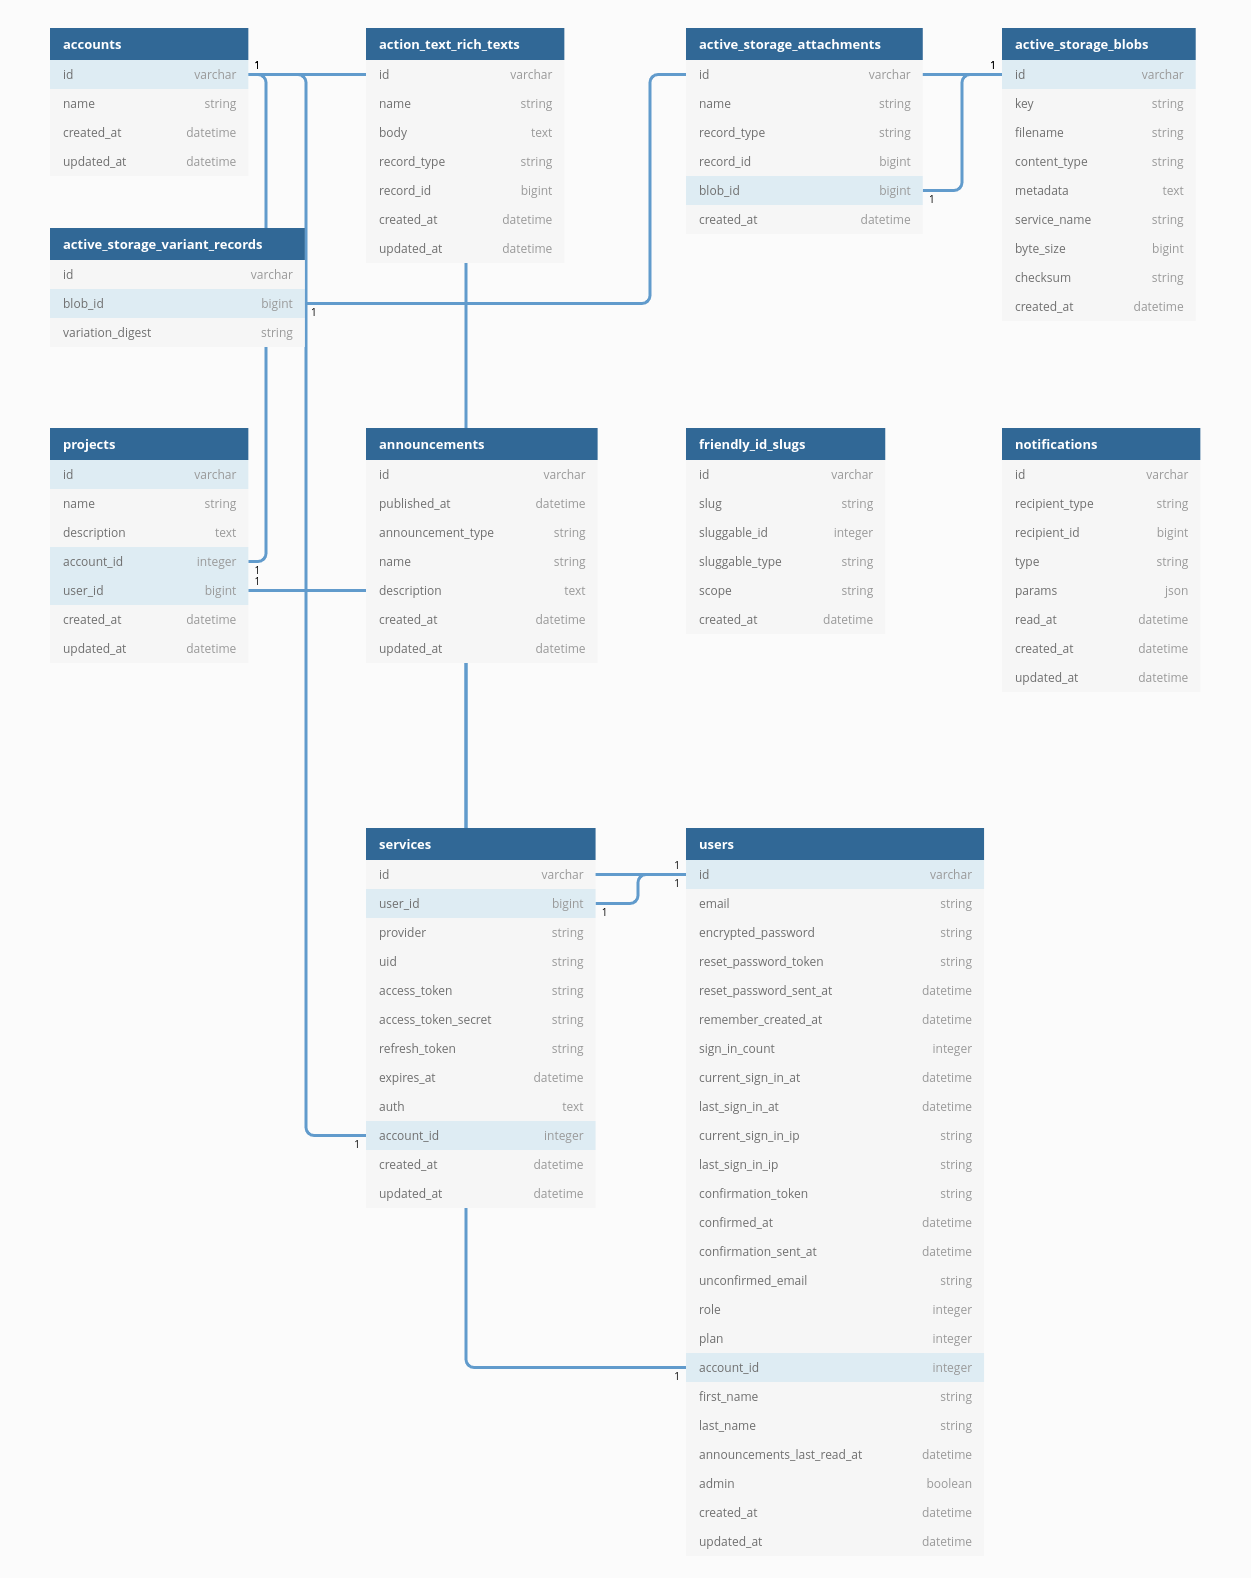 accounts
id varchar
name string
created_at datetime
updated_at datetime
1
action_text_rich_texts
id varchar
name string
body text
record_type string
record_id bigint
created_at datetime
updated_at datetime
active_storage_attachments
id varchar
name string
record_type string
record_id bigint
blob_id bigint
created_at datetime
1
1
active_storage_blobs
id varchar
key string
filename string
content_type string
metadata text
service_name string
byte_size bigint
checksum string
created_at datetime
active_storage_variant_records
id varchar
blob_id bigint
variation_digest string
1
projects
id varchar
name string
description text
account_id integer
user_id bigint
created_at datetime
updated_at datetime
1
1
announcements
id varchar
published_at datetime
announcement_type string
name string
description text
created_at datetime
updated_at datetime
friendly_id_slugs
id varchar
slug string
sluggable_id integer
sluggable_type string
scope string
created_at datetime
notifications
id varchar
recipient_type string
recipient_id bigint
type string
params json
read_at datetime
created_at datetime
updated_at datetime
services
id varchar
user_id bigint
provider string
uid string
access_token string
access_token_secret string
refresh_token string
expires_at datetime
auth text
account_id integer
created_at datetime
updated_at datetime
1
1
1
1
1
users
id varchar
email string
encrypted_password string
reset_password_token string
reset_password_sent_at datetime
remember_created_at datetime
sign_in_count integer
current_sign_in_at datetime
last_sign_in_at datetime
current_sign_in_ip string
last_sign_in_ip string
confirmation_token string
confirmed_at datetime
confirmation_sent_at datetime
unconfirmed_email string
role integer
plan integer
account_id integer
first_name string
last_name string
announcements_last_read_at datetime
admin boolean
created_at datetime
updated_at datetime